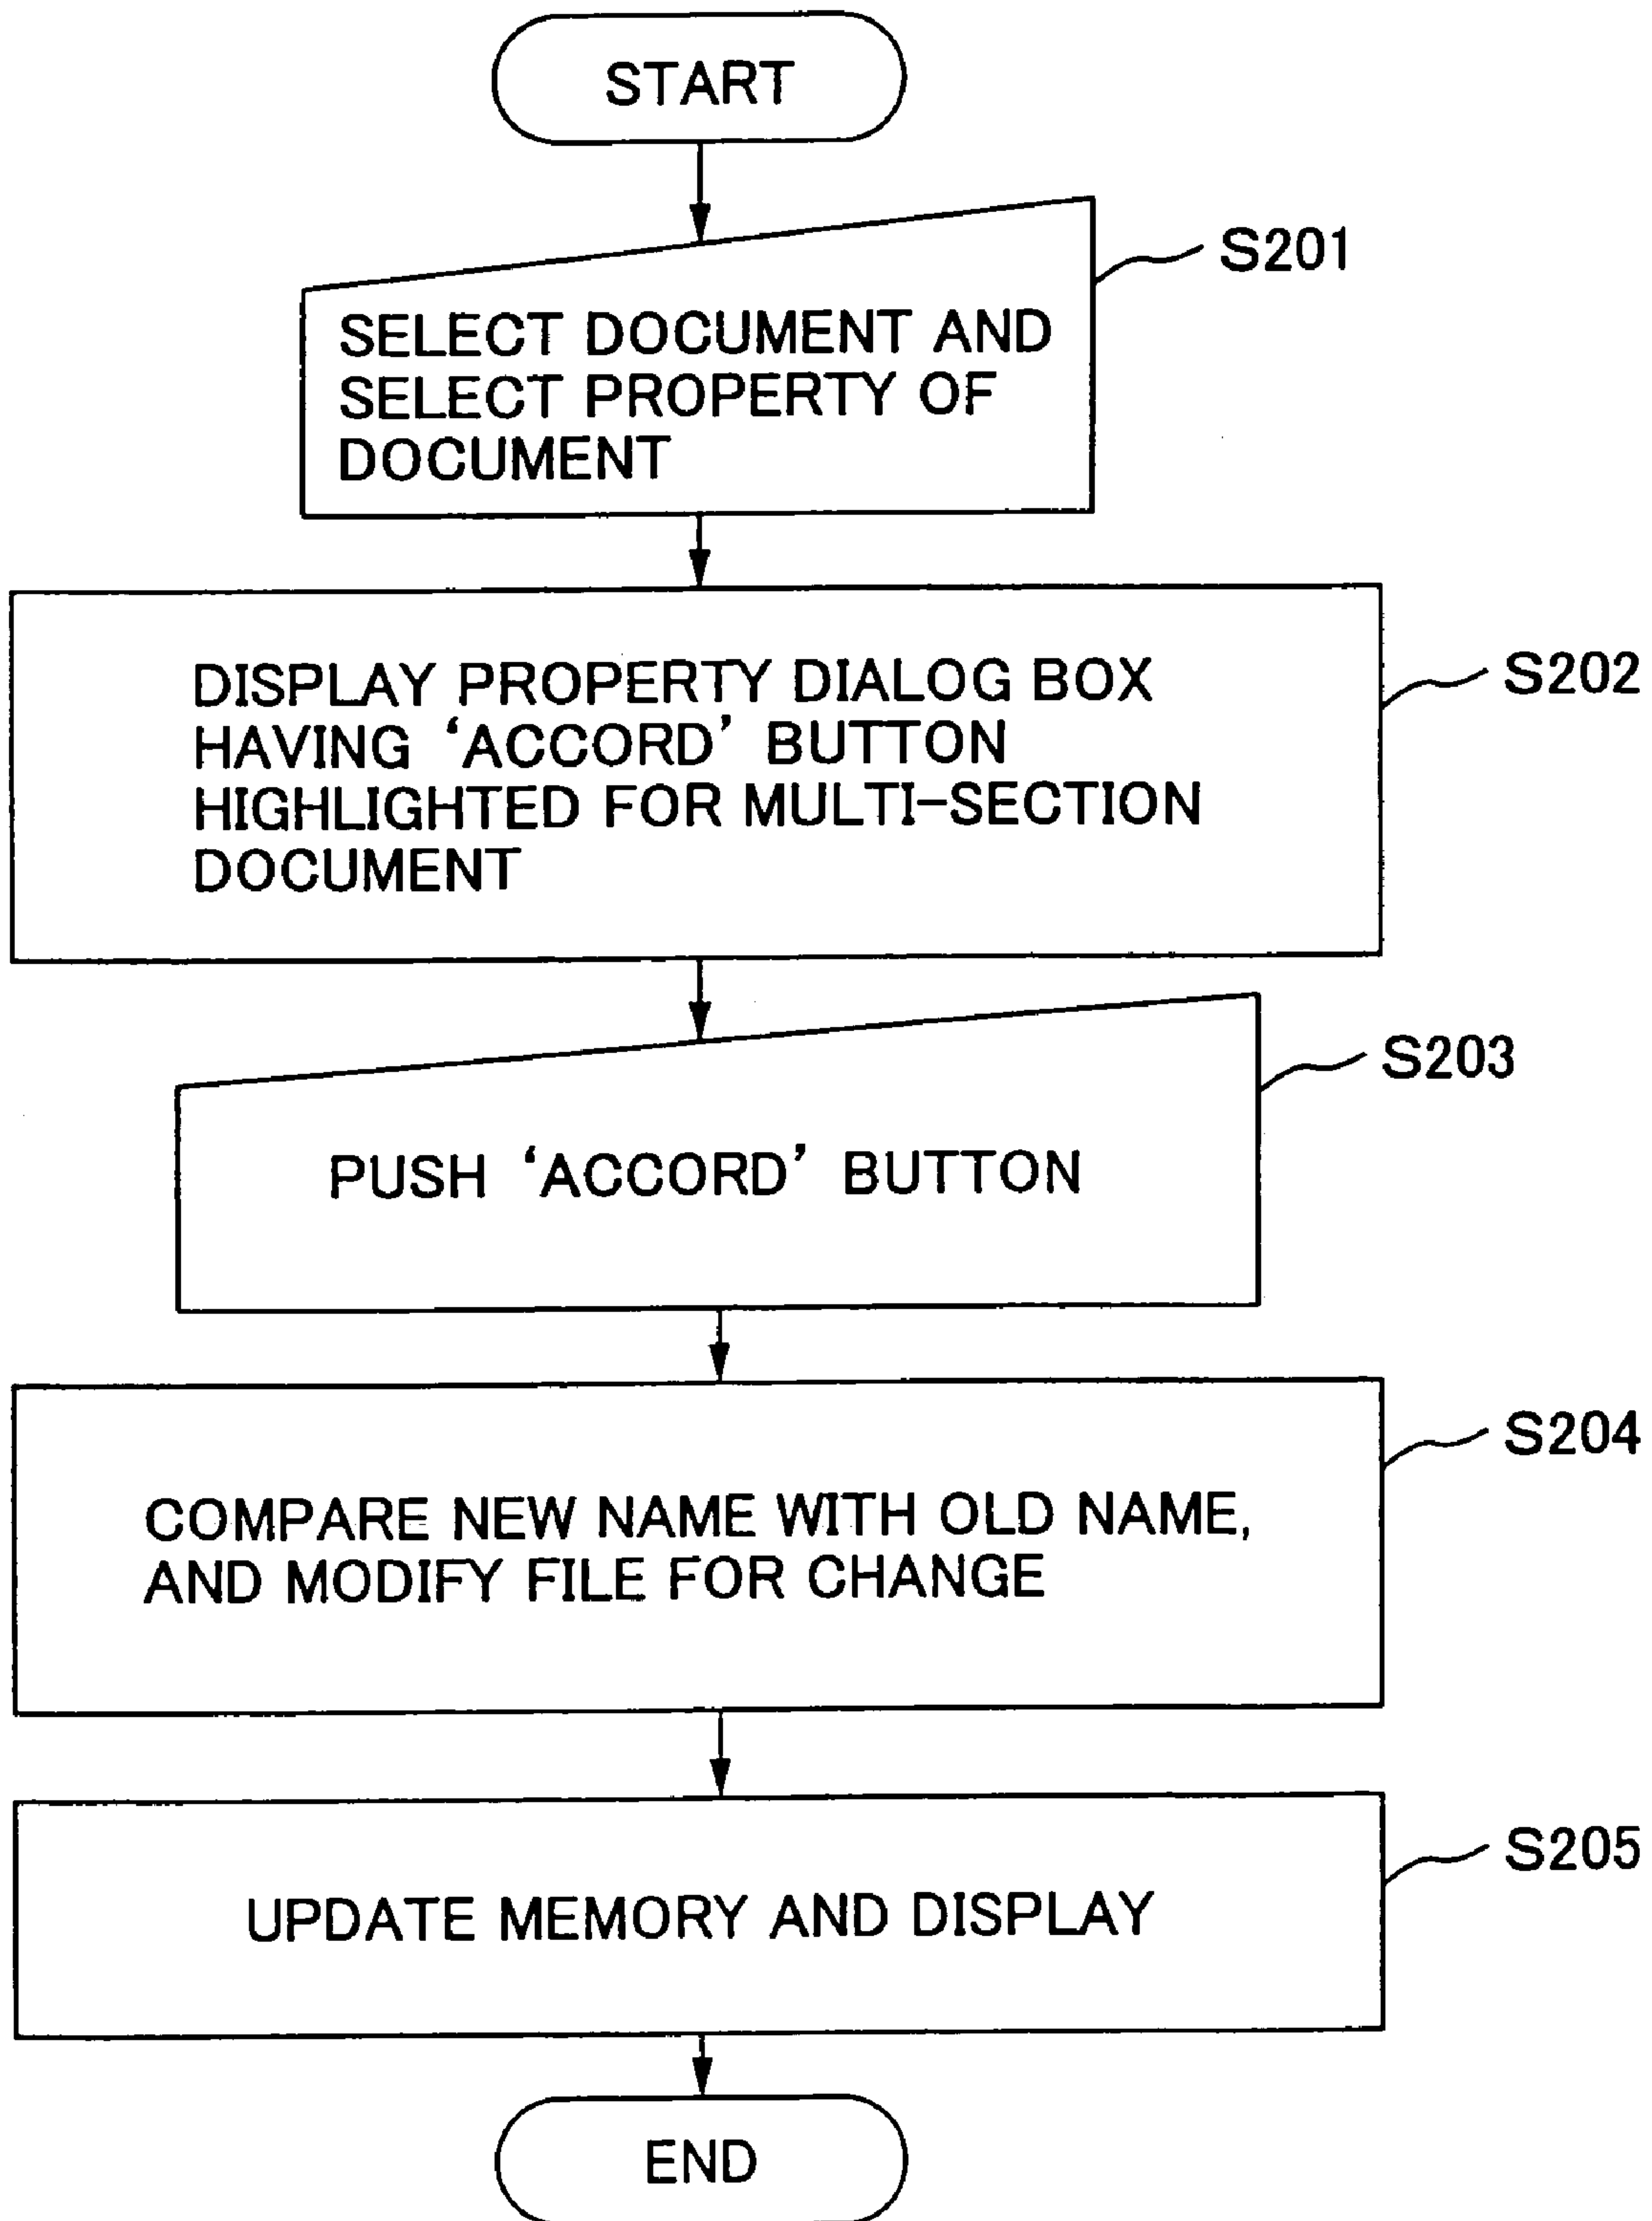 START
S201
SELECT DOCUMENT AND
SELECT PROPERTY OF
DOCUMENT
S202
DISPLAY PROPERTY DIALOG BOX
HAVING ‘ACCORD’ BUTTON
HIGHLIGHTED FOR MULTI-SECTION
DOCUMENT
S203
PUSH ‘ACCORD’ BUTTON
S204
COMPARE NEW NAME WITH OLD NAME,
AND MODIFY FILE FOR CHANGE
S205
UPDATE MEMORY AND DISPLAY
END